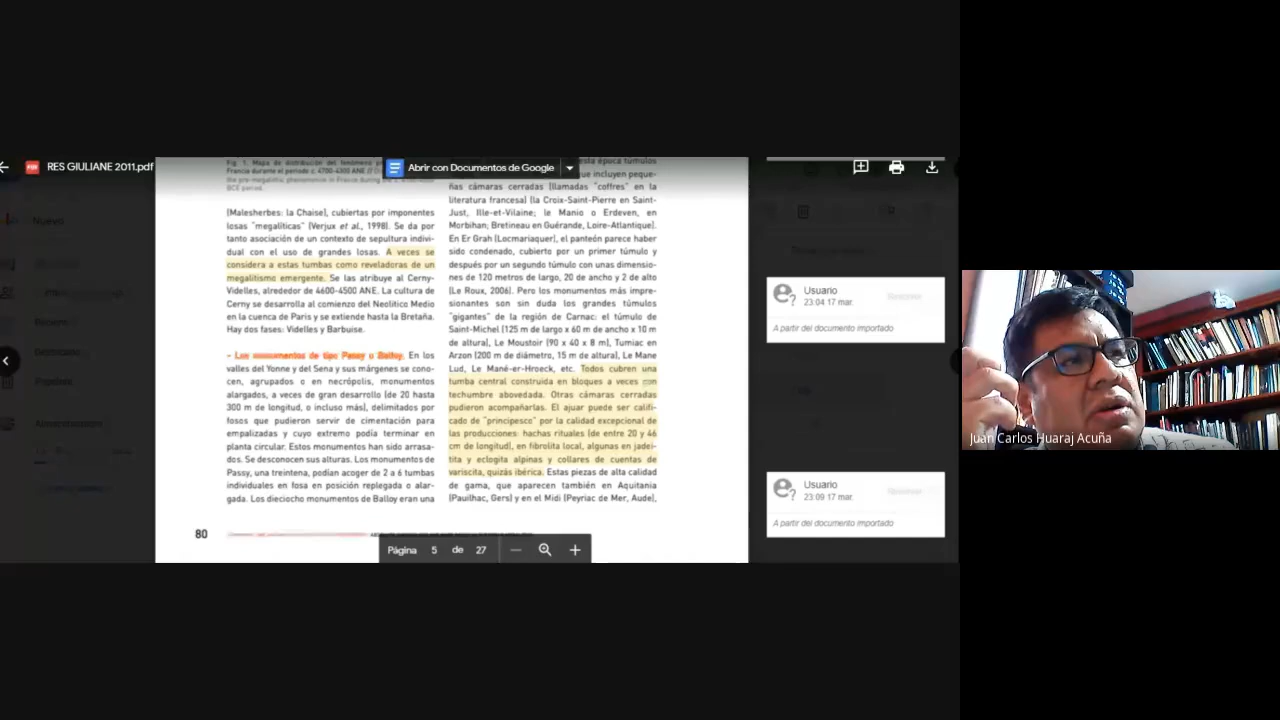 RES GIULIANE 2011.pdf
Abrir con Documentos de Google
Fig. 1. Mapa de distribución del fenómeno
Francia durante el periodo c. 4700-4300 ANE.
the pre-megalithic phenomenon in France during
BCE period.
(Malesherbes: la Chaise), cubiertas por imponentes
losas "megalíticas" (Verjux et al., 1998). Se da por
tanto asociación de un contexto de sepultura indivi-
dual con el uso de grandes losas. A veces se
considera a estas tumbas como reveladoras de un
megalitismo emergente. Se las atribuye al Cerny-
Videlles, alrededor de 4600-4500 ANE. La cultura de
Cerny se desarrolla al comienzo del Neolítico Medio
en la cuenca de Paris y se extiende hasta la Bretaña.
Hay dos fases: Videlles y Barbuise.
- Los monumentos de tipo Passy o Balloy. En los
valles del Yonne y del Sena y sus márgenes se cono-
cen, agrupados o en necrópolis, monumentos
alargados, a veces de gran desarrollo (de 20 hasta
300 m de longitud, o incluso más), delimitados por
fosos que pudieron servir de cimentación para
empalizadas y cuyo extremo podía terminar en
planta circular. Estos monumentos han sido arrasa-
dos. Se desconocen sus alturas. Los monumentos de
Passy, una treintena, podían acoger de 2 a 6 tumbas
individuales en fosa en posición replegada o alar-
gada. Los dieciocho monumentos de Balloy eran una
80
esta época túmulos
que incluyen peque-
ñas cámaras cerradas (llamadas "coffres" en la
literatura francesa) (la Croix-Saint-Pierre en Saint-
Just, Ille-et-Vilaine; le Manio o Erdeven, en
Morbihan; Bretineau en Guérande, Loire-Atlantique).
En Er Grah (Locmariaquer), el panteón parece haber
sido condenado, cubierto por un primer túmulo y
después por un segundo túmulo con unas dimensio-
nes de 120 metros de largo, 20 de ancho y 2 de alto
(Le Roux, 2006). Pero los monumentos más impre-
sionantes son sin duda los grandes túmulos
"gigantes" de la región de Carnac: el túmulo de
Saint-Michel (125 m de largo x 60 m de ancho x 10 m
de altura), Le Moustoir (90 x 40 x 8 m), Tumiac en
Arzon (200 m de diámetro, 15 m de altura), Le Mane
Lud, Le Mané-er-Hroeck, etc. Todos cubren una
tumba central construida en bloques a veces con
techumbre abovedada. Otras cámaras cerradas
pudieron acompañarlas. El ajuar puede ser califi-
cado de "principesco" por la calidad excepcional de
las producciones: hachas rituales (de entre 20 y 46
cm de longitud), en fibrolita local, algunas en jadei-
tita y eclogita alpinas y collares de cuentas de
variscita, quizás ibérica. Estas piezas de alta calidad
de gama, que aparecen también en Aquitania
(Pauilhac, Gers) y en el Midi (Peyriac de Mer, Aude),
Página 5 de 27
Usuario
23:04 17 mar.
A partir del documento importado
Usuario
23:09 17 mar.
A partir del documento importado
Juan Carlos Huaraj Acuña